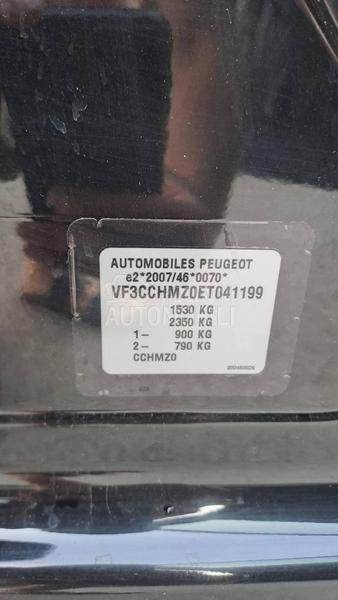 AUTOMOBILES PEUGEOT
e2*2007/46*0070*
VF3CCHMZ0ET041199
1530 KG
2350 KG
1- 900 KG
2- 790 KG
CCHMZ0